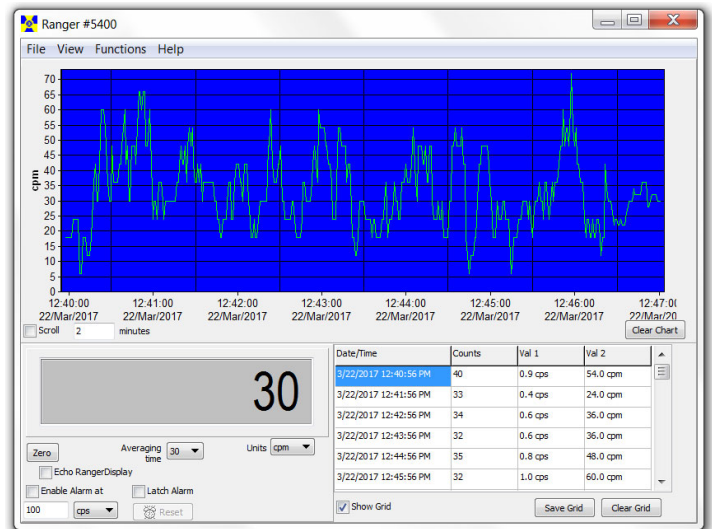 Ranger #5400
File View Functions Help
cpm
70
65
60
55
50
45
40
35
30
25
20
15
10
5
0
12:40:00 12:41:00 12:42:00 12:43:00 12:44:00 12:45:00 12:46:00 12:47:0(
22/Mar/2017 22/Mar/2017 22/Mar/2017 22/Mar/2017 22/Mar/2017 22/Mar/2017 22/Mar/2017 22/Mar/20
Scroll 2 minutes Clear Chart
30
Zero Averaging time 30 Units cpm
Echo RangerDisplay
Enable Alarm at Latch Alarm
100 cps Reset
Date/Time Counts Val 1 Val 2
3/22/2017 12:40:56 PM 40 0.9 cps 54.0 cpm
3/22/2017 12:41:56 PM 33 0.4 cps 24.0 cpm
3/22/2017 12:42:56 PM 34 0.6 cps 36.0 cpm
3/22/2017 12:43:56 PM 32 0.6 cps 36.0 cpm
3/22/2017 12:44:56 PM 35 0.8 cps 48.0 cpm
3/22/2017 12:45:56 PM 32 1.0 cps 60.0 cpm
Show Grid Save Grid Clear Grid